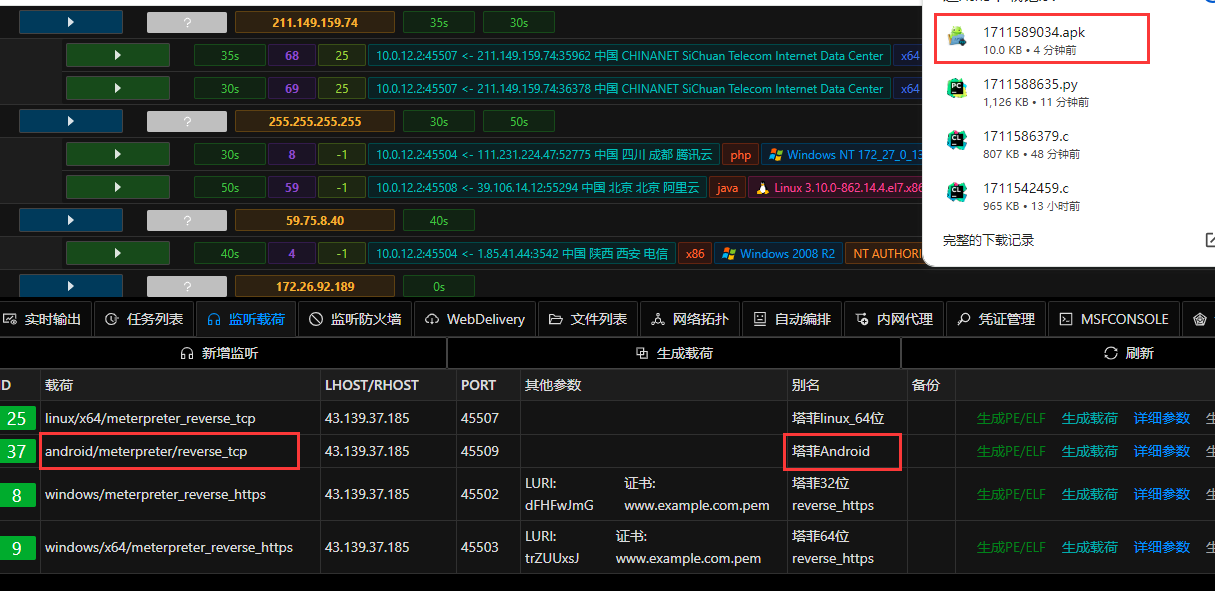 ? 211.149.159.74 35s 30s
35s 68 25 10.0.12.2:45507 <- 211.149.159.74:35962 中国 CHINANET SiChuan Telecom Internet Data Center x64
30s 69 25 10.0.12.2:45507 <- 211.149.159.74:36378 中国 CHINANET SiChuan Telecom Internet Data Center x64
? 255.255.255.255 30s 50s
30s 8 -1 10.0.12.2:45504 <- 111.231.224.47:52775 中国 四川 成都 腾讯云 php Windows NT 172_27_0_13
50s 59 -1 10.0.12.2:45508 <- 39.106.14.12:55294 中国 北京 北京 阿里云 java Linux 3.10.0-862.14.4.el7.x86
? 59.75.8.40 40s
40s 4 -1 10.0.12.2:45504 <- 1.85.41.44:3542 中国 陕西 西安 电信 x86 Windows 2008 R2 NT AUTHORI
? 172.26.92.189 0s
1711589034.apk
10.0 KB • 4 分钟前
1711588635.py
1,126 KB • 11 分钟前
1711586379.c
807 KB • 48 分钟前
1711542459.c
965 KB • 13 小时前
完整的下载记录
实时输出 任务列表 监听载荷 监听防火墙 WebDelivery 文件列表 网络拓扑 自动编排 内网代理 凭证管理 MSFCONSOLE
新增监听 生成载荷 刷新
ID 载荷 LHOST/RHOST PORT 其他参数 别名 备份
25 linux/x64/meterpreter_reverse_tcp 43.139.37.185 45507 塔菲linux_64位 生成PE/ELF 生成载荷 详细参数
37 android/meterpreter/reverse_tcp 43.139.37.185 45509 塔菲Android 生成PE/ELF 生成载荷 详细参数
8 windows/meterpreter_reverse_https 43.139.37.185 45502 LURI: dFHFwJmG 证书: www.example.com.pem 塔菲32位 reverse_https 生成PE/ELF 生成载荷 详细参数
9 windows/x64/meterpreter_reverse_https 43.139.37.185 45503 LURI: trZUUxsJ 证书: www.example.com.pem 塔菲64位 reverse_https 生成PE/ELF 生成载荷 详细参数